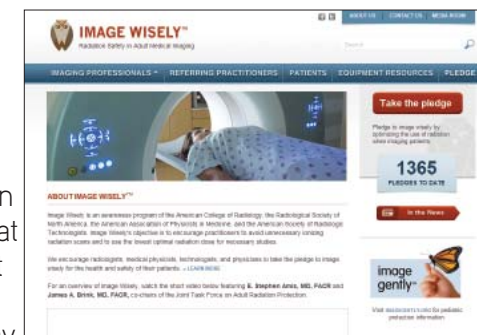 ABOUT US
CONTACT US
MEDIA ROOM
IMAGE WISELY™
Radiation Safety in Adult Medical Imaging
Search
IMAGING PROFESSIONALS
REFERRING PRACTITIONERS
PATIENTS
EQUIPMENT RESOURCES
PLEDGE
Take the pledge
Pledge to image wisely by
optimizing the use of radiation
when imaging patients.
1365
PLEDGES TO DATE
In the News
ABOUT IMAGE WISELY™
Image Wisely is an awareness program of the American College of Radiology, the Radiological Society of
North America, the American Association of Physicists in Medicine, and the American Society of Radiologic
Technologists. Image Wisely's objective is to encourage practitioners to avoid unnecessary ionizing
radiation scans and to use the lowest optimal radiation dose for necessary studies.
We encourage radiologists, medical physicists, technologists, and physicians to take the pledge to image
wisely for the health and safety of their patients. » LEARN MORE
For an overview of Image Wisely, watch the short video below featuring E. Stephen Amis, MD, FACR and
James A. Brink, MD, FACR, co-chairs of the Joint Task Force on Adult Radiation Protection.
image
gently
Visit for pediatric
protection information.
n
at
t